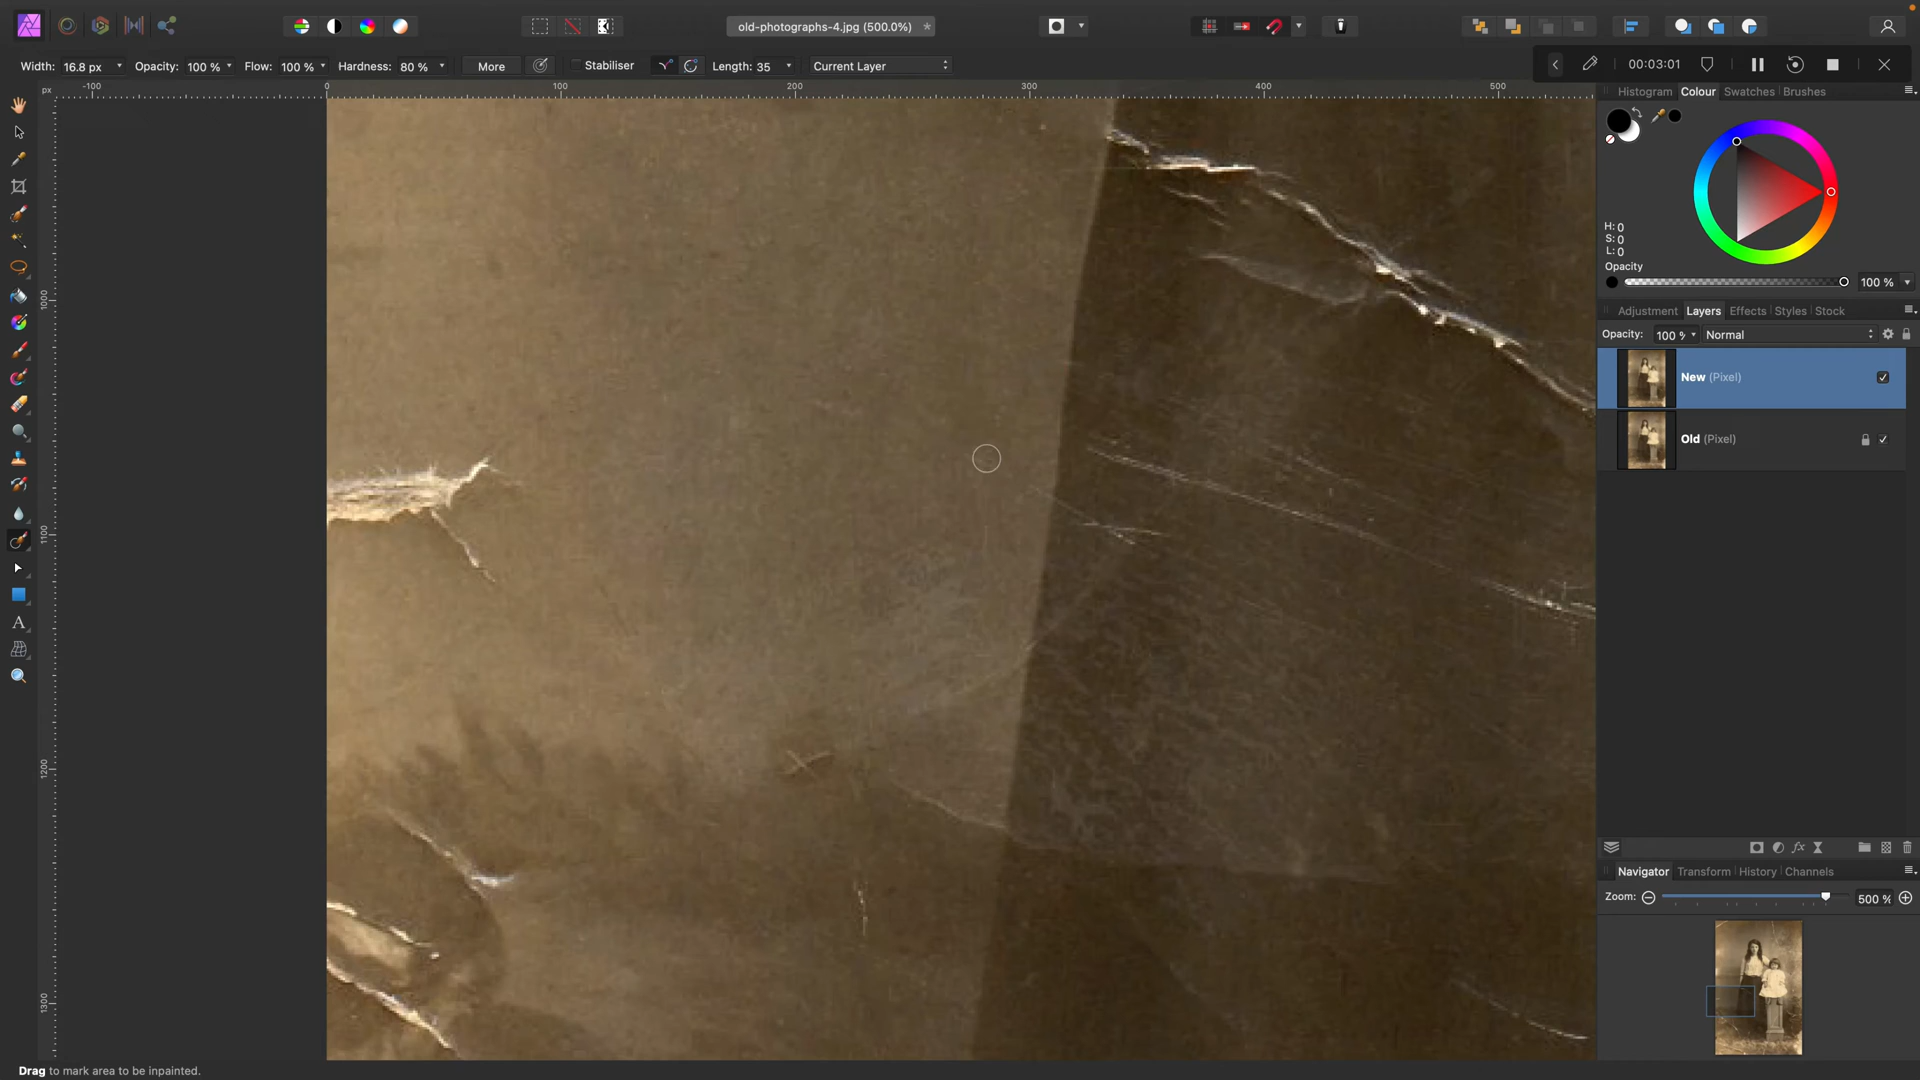 old-photographs-4.jpg (500.0%) *
Width: 16.8 px Opacity: 100 % Flow: 100 % Hardness: 80 % More Stabiliser Length: 35 Current Layer
00:03:01
px -100 0 100 200 300 400 500
1000
1100
1200
1300
Histogram Colour Swatches Brushes
H: 0
S: 0
L: 0
Opacity
100 %
Adjustment Layers Effects Styles Stock
Opacity: 100 % Normal
New (Pixel)
Old (Pixel)
fx
A
Navigator Transform History Channels
Zoom: 500 %
Drag to mark area to be inpainted.